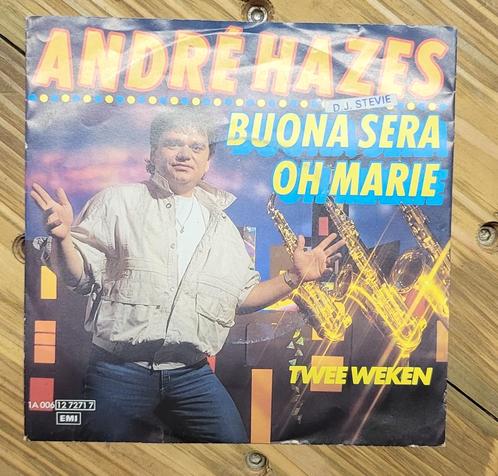 ANDRÉ HAZES
D.J. STEVIE
BUONA SERA
OH MARIE
TWEE WEKEN
1A 006 12 7271 7
EMI